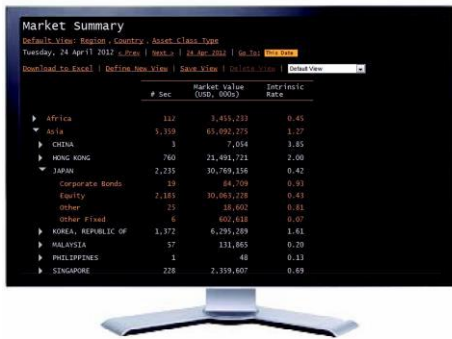 Market Summary
Default View: Region , Country , Asset Class Type
Tuesday, 24 April 2012 < Prev | Next > | 24 Apr 2012 | Go To: This Date
Download to Excel | Define New View | Save View | Delete View | Default View
# Sec Market Value (USD, 000s) Intrinsic Rate
Africa 112 3,455,233 0.45
Asia 5,359 65,092,275 1.27
CHINA 3 7,054 3.85
HONG KONG 760 21,491,721 2.00
JAPAN 2,235 30,769,156 0.42
Corporate Bonds 19 84,709 0.93
Equity 2,185 30,063,228 0.43
Other 25 18,602 0.81
Other Fixed 6 602,618 0.07
KOREA, REPUBLIC OF 1,372 6,295,289 1.61
MALAYSIA 57 131,865 0.20
PHILIPPINES 1 48 0.13
SINGAPORE 228 2,359,607 0.69